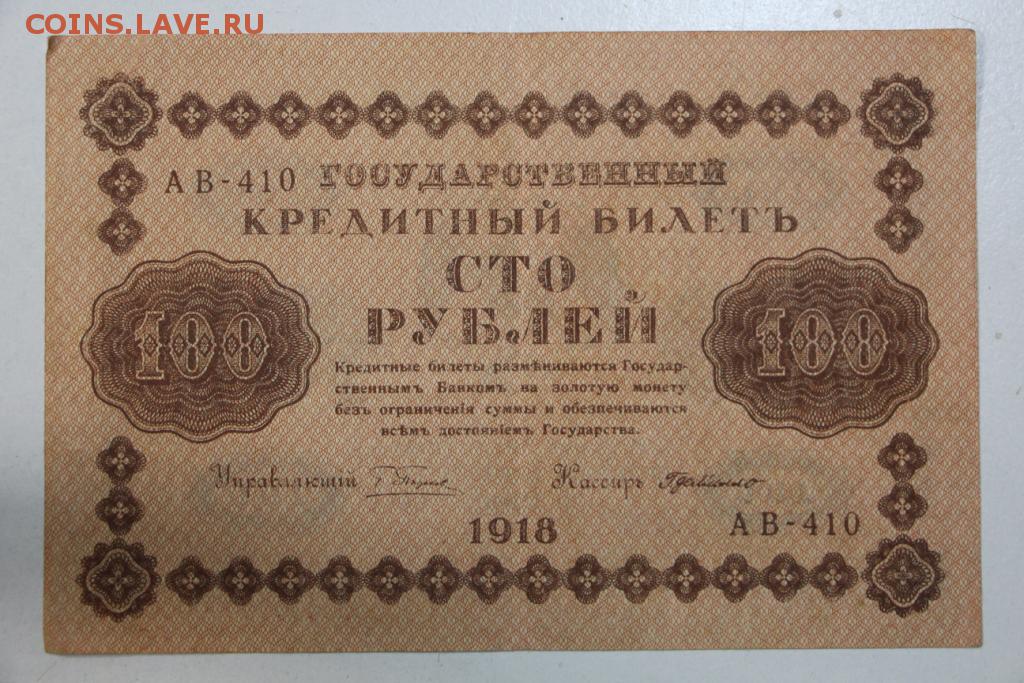 COINS.LAVE.RU
АВ-410 ГОСУДАРСТВЕННЫЙ
КРЕДИТНЫЙ БИЛЕТЪ
СТО
РУБЛЕЙ
100 100
Кредитные билеты размѣниваются Государ-
ственнымъ Банкомъ на золотую монету
безъ ограниченія суммы и обезпечиваются
всѣмъ достояніемъ Государства.
Управляющій Кассиръ
1918
АВ-410